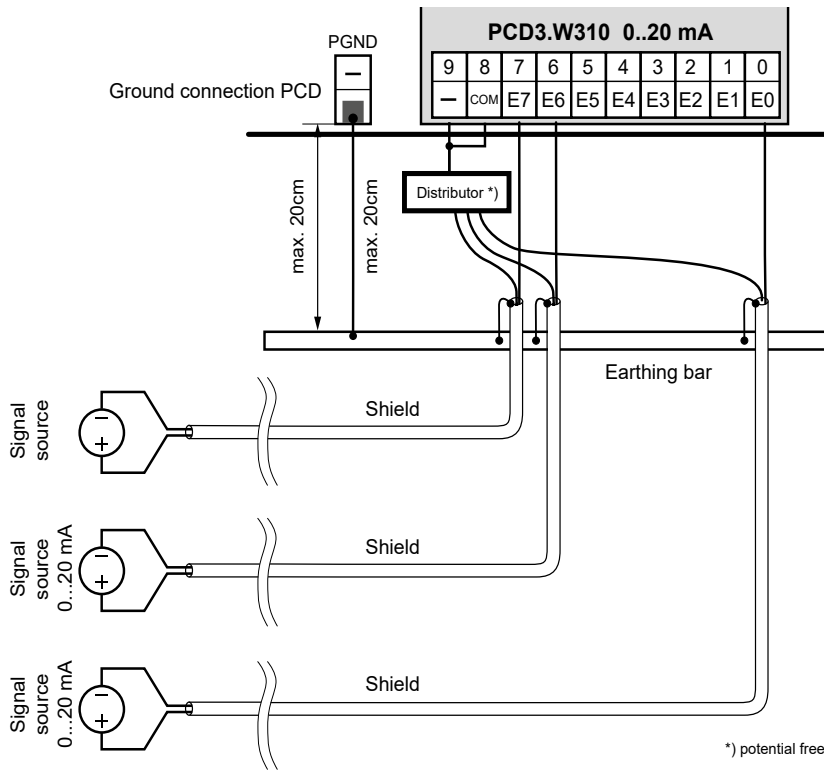 PCD3.W310 0..20 mA
PGND
–
9 8 7 6 5 4 3 2 1 0
– COM E7 E6 E5 E4 E3 E2 E1 E0
Ground connection PCD
Distributor *)
max. 20cm
max. 20cm
Earthing bar
Signal
source
–
+
Shield
Signal
source
0...20 mA
–
+
Shield
Signal
source
0...20 mA
–
+
Shield
*) potential free